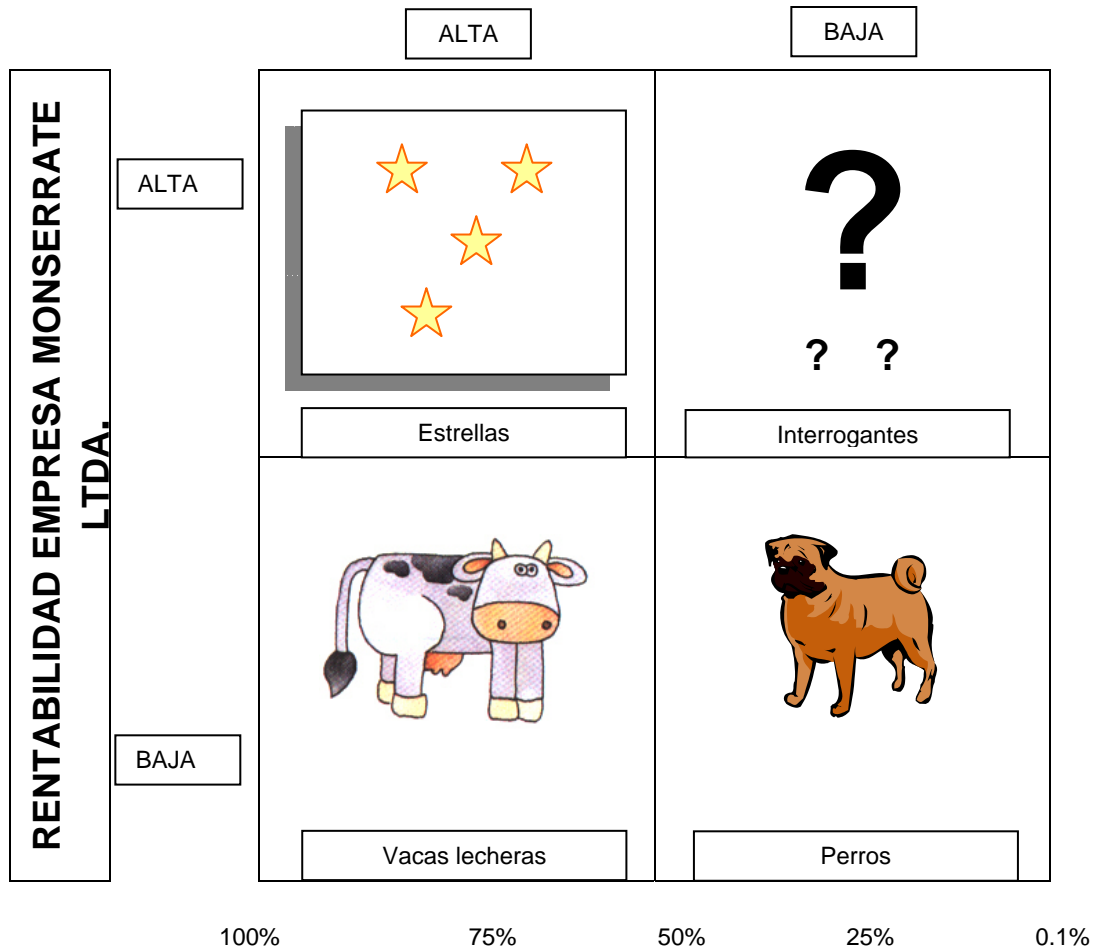 ALTA
BAJA
RENTABILIDAD EMPRESA MONSERRATE
LTDA.
ALTA
?
? ?
Estrellas
Interrogantes
BAJA
Vacas lecheras
Perros
100% 75% 50% 25% 0.1%